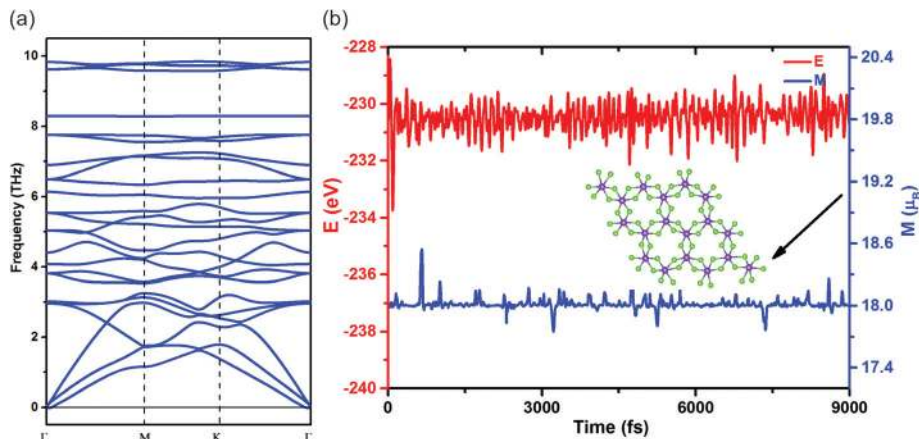 (a)
10
8
6
4
2
0
Frequency (THz)
Γ M K Γ
(b)
-228
-230
-232
-234
-236
-238
-240
E (eV)
E
M
20.4
19.8
19.2
18.6
18.0
17.4
M (μB)
0 3000 6000 9000
Time (fs)